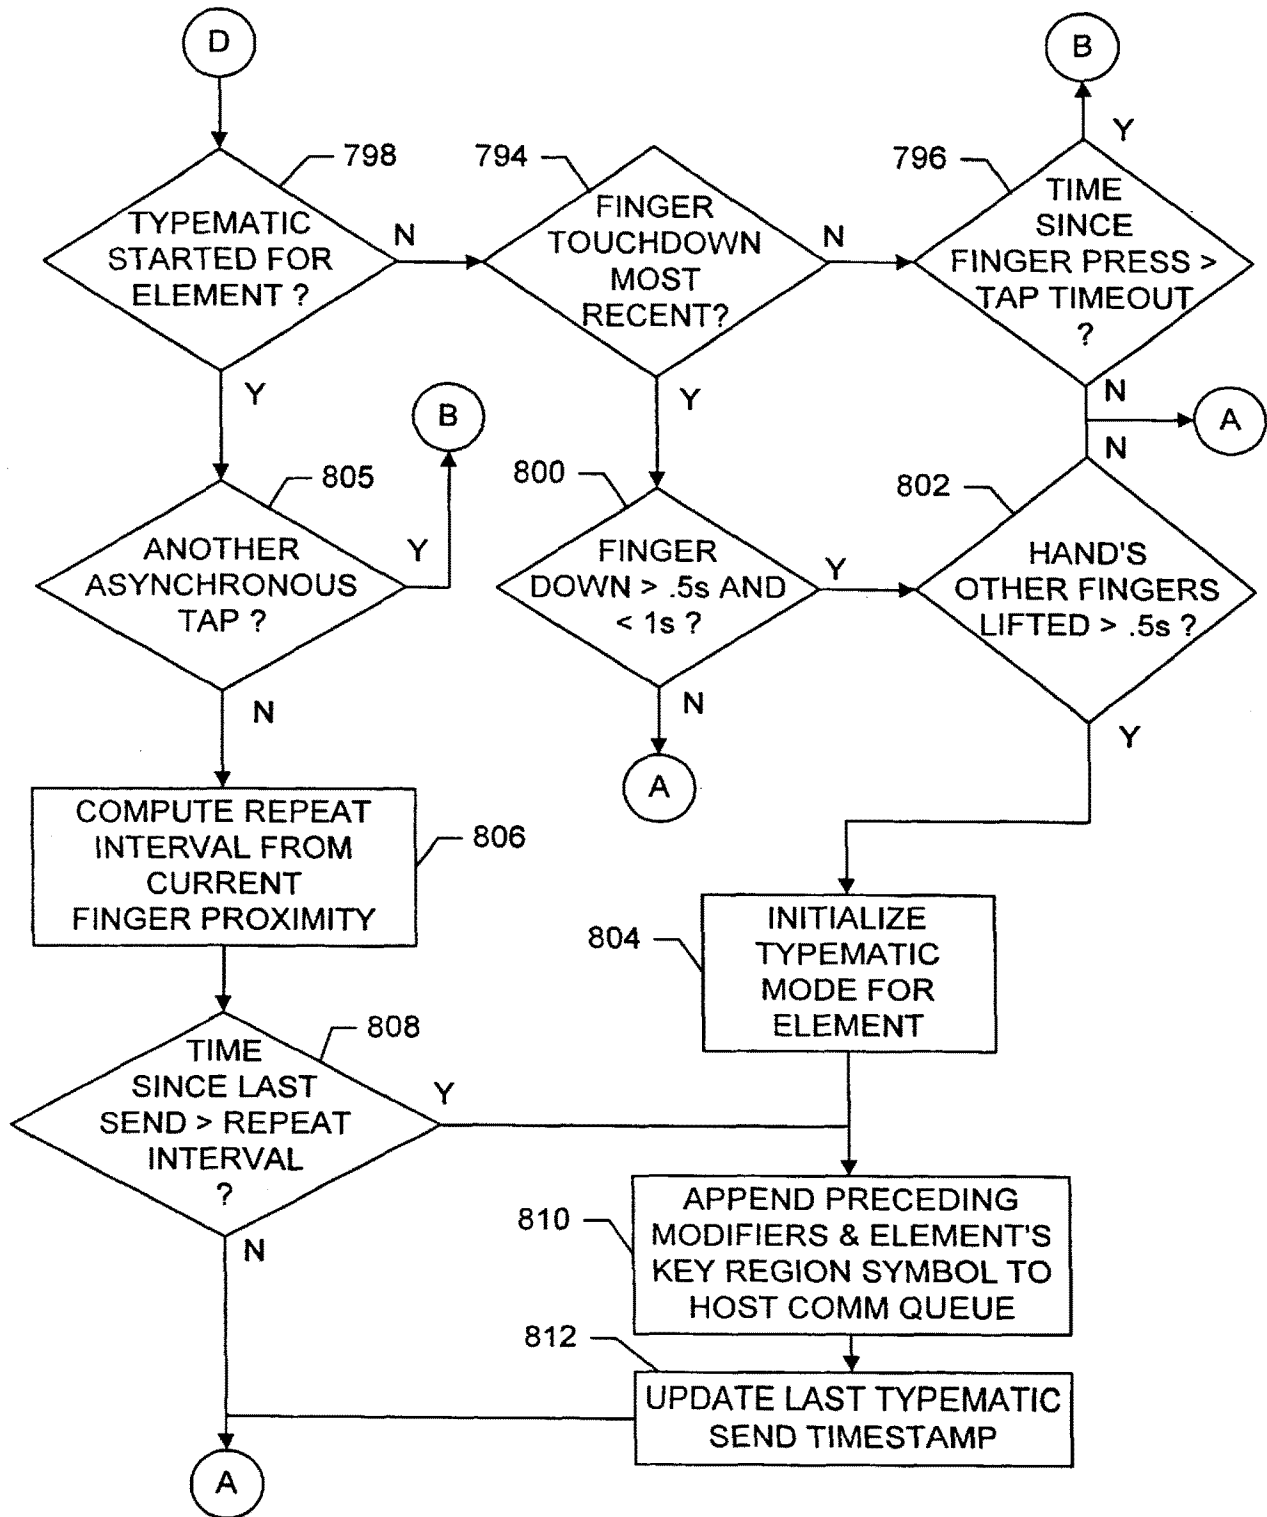 D
B
798
TYPEMATIC
STARTED FOR
ELEMENT ?
N
Y
794
FINGER
TOUCHDOWN
MOST
RECENT?
N
Y
796
TIME
SINCE
FINGER PRESS >
TAP TIMEOUT
?
Y
N
A
B
805
ANOTHER
ASYNCHRONOUS
TAP ?
Y
N
800
FINGER
DOWN > .5s AND
< 1s ?
Y
N
A
802
N
HAND'S
OTHER FINGERS
LIFTED > .5s ?
Y
COMPUTE REPEAT
INTERVAL FROM
CURRENT
FINGER PROXIMITY
806
804
INITIALIZE
TYPEMATIC
MODE FOR
ELEMENT
808
TIME
SINCE LAST
SEND > REPEAT
INTERVAL
?
Y
N
810
APPEND PRECEDING
MODIFIERS & ELEMENT'S
KEY REGION SYMBOL TO
HOST COMM QUEUE
812
UPDATE LAST TYPEMATIC
SEND TIMESTAMP
A